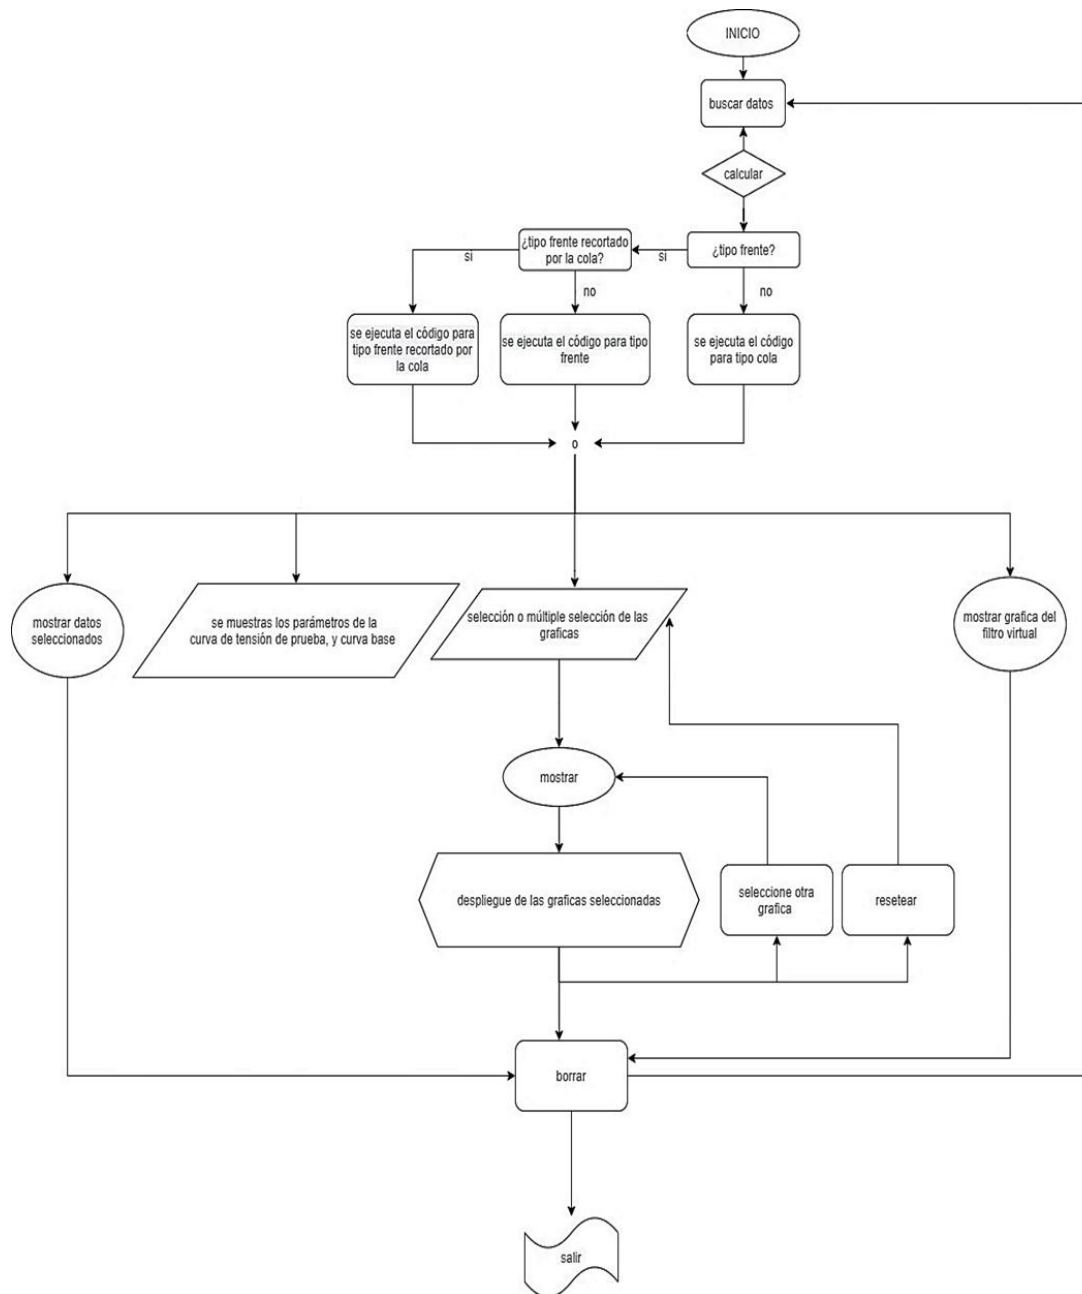 INICIO
buscar datos
calcular
¿tipo frente recortado
por la cola?
¿tipo frente?
si
si
no
no
se ejecuta el código para
tipo frente recortado por
la cola
se ejecuta el código para tipo
frente
se ejecuta el código
para tipo cola
o
mostrar datos
seleccionados
se muestras los parámetros de la
curva de tensión de prueba, y curva base
selección o múltiple selección de las
graficas
mostrar grafica del
filtro virtual
mostrar
despliegue de las graficas seleccionadas
seleccione otra
grafica
resetear
borrar
salir